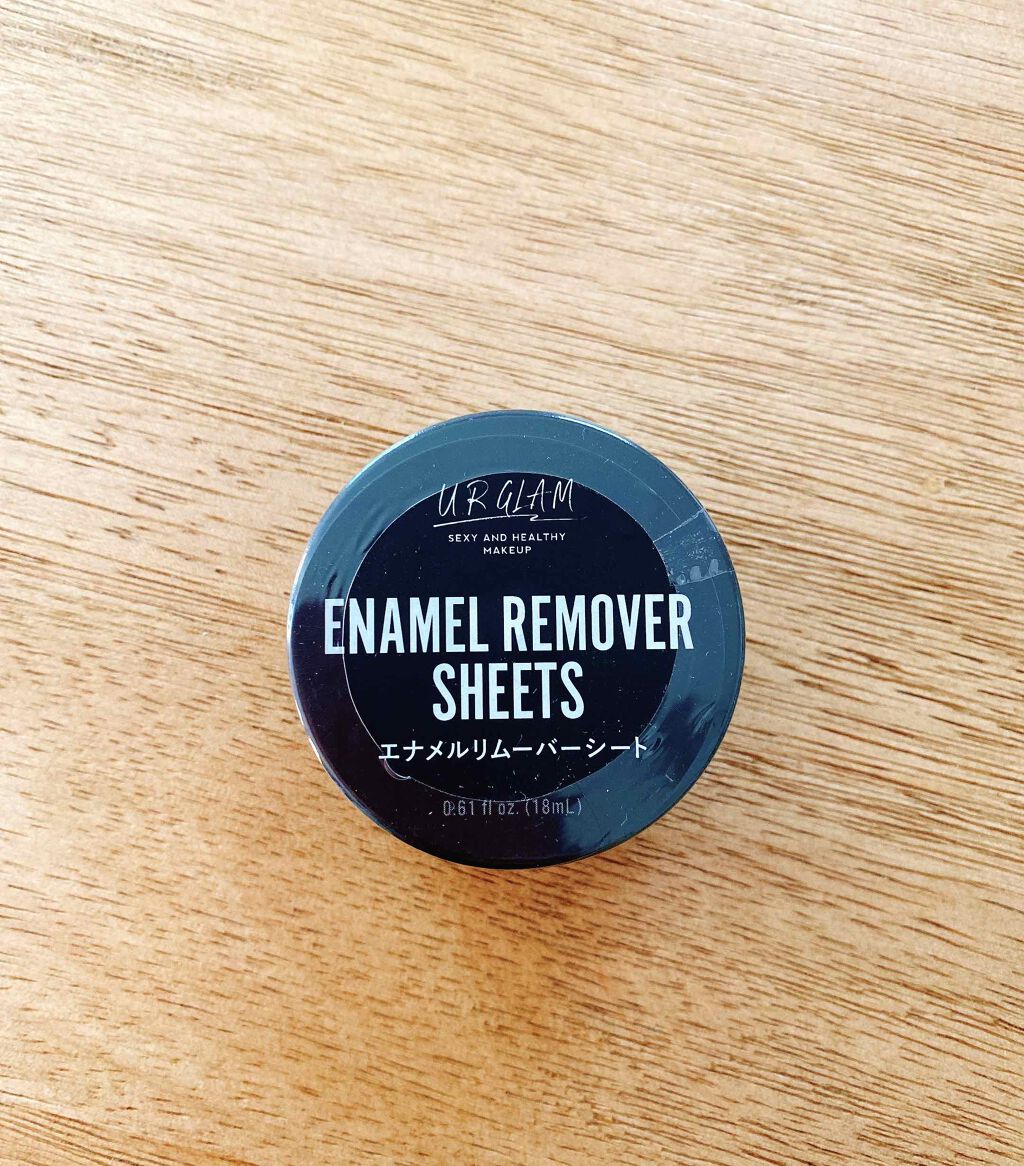 U R GLAM
SEXY AND HEALTHY
MAKEUP
ENAMEL REMOVER
SHEETS
エナメルリムーバーシート
0.61 fl oz. (18mL)